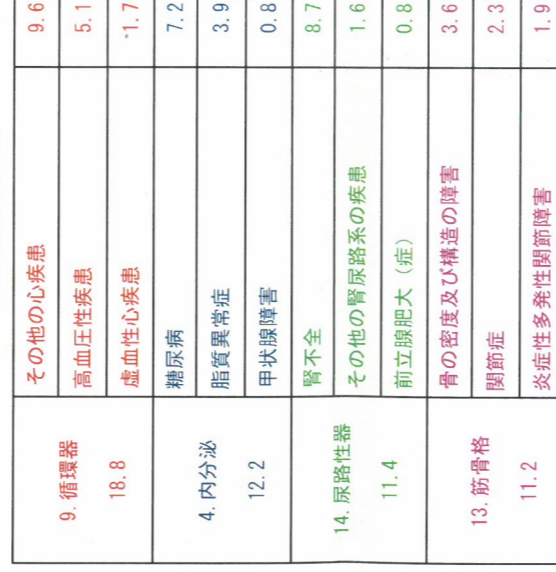 9. 循環器
18.8
その他の心疾患 9.6
高血圧性疾患 5.1
虚血性心疾患 1.7
4. 内分泌
12.2
糖尿病 7.2
脂質異常症 3.9
甲状腺障害 0.8
14. 尿路性器
11.4
腎不全 8.7
その他の腎尿路系の疾患 1.6
前立腺肥大（症） 0.8
13. 筋骨格
11.2
骨の密度及び構造の障害 3.6
関節症 2.3
炎症性多発性関節障害 1.9